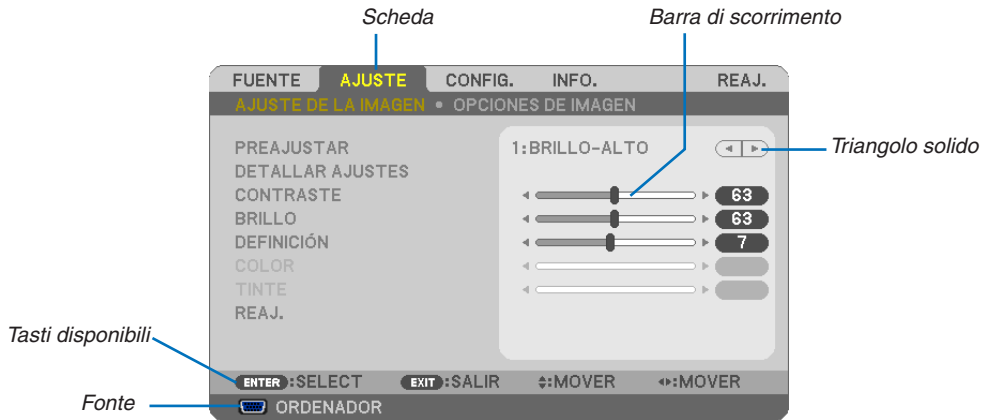 Scheda
Barra di scorrimento
FUENTE AJUSTE CONFIG. INFO. REAJ.
AJUSTE DE LA IMAGEN • OPCIONES DE IMAGEN
PREAJUSTAR 1:BRILLO-ALTO
Triangolo solido
DETALLAR AJUSTES
CONTRASTE 63
BRILLO 63
DEFINICIÓN 7
COLOR
TINTE
REAJ.
Tasti disponibili
ENTER :SELECT EXIT :SALIR :MOVER :MOVER
Fonte
ORDENADOR